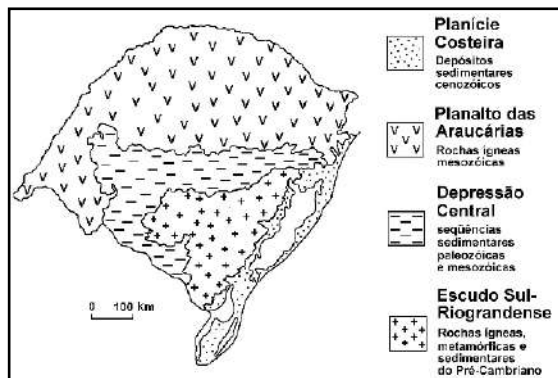 Planície
Costeira
Depósitos
sedimentares
cenozóicos
Planalto das
Araucárias
Rochas ígneas
mesozóicas
Depressão
Central
seqüências
sedimentares
paleozóicas
e mesozóicas
Escudo Sul-
Riograndense
Rochas ígneas,
metamórficas e
sedimentares
do Pré-Cambriano
0 100 km